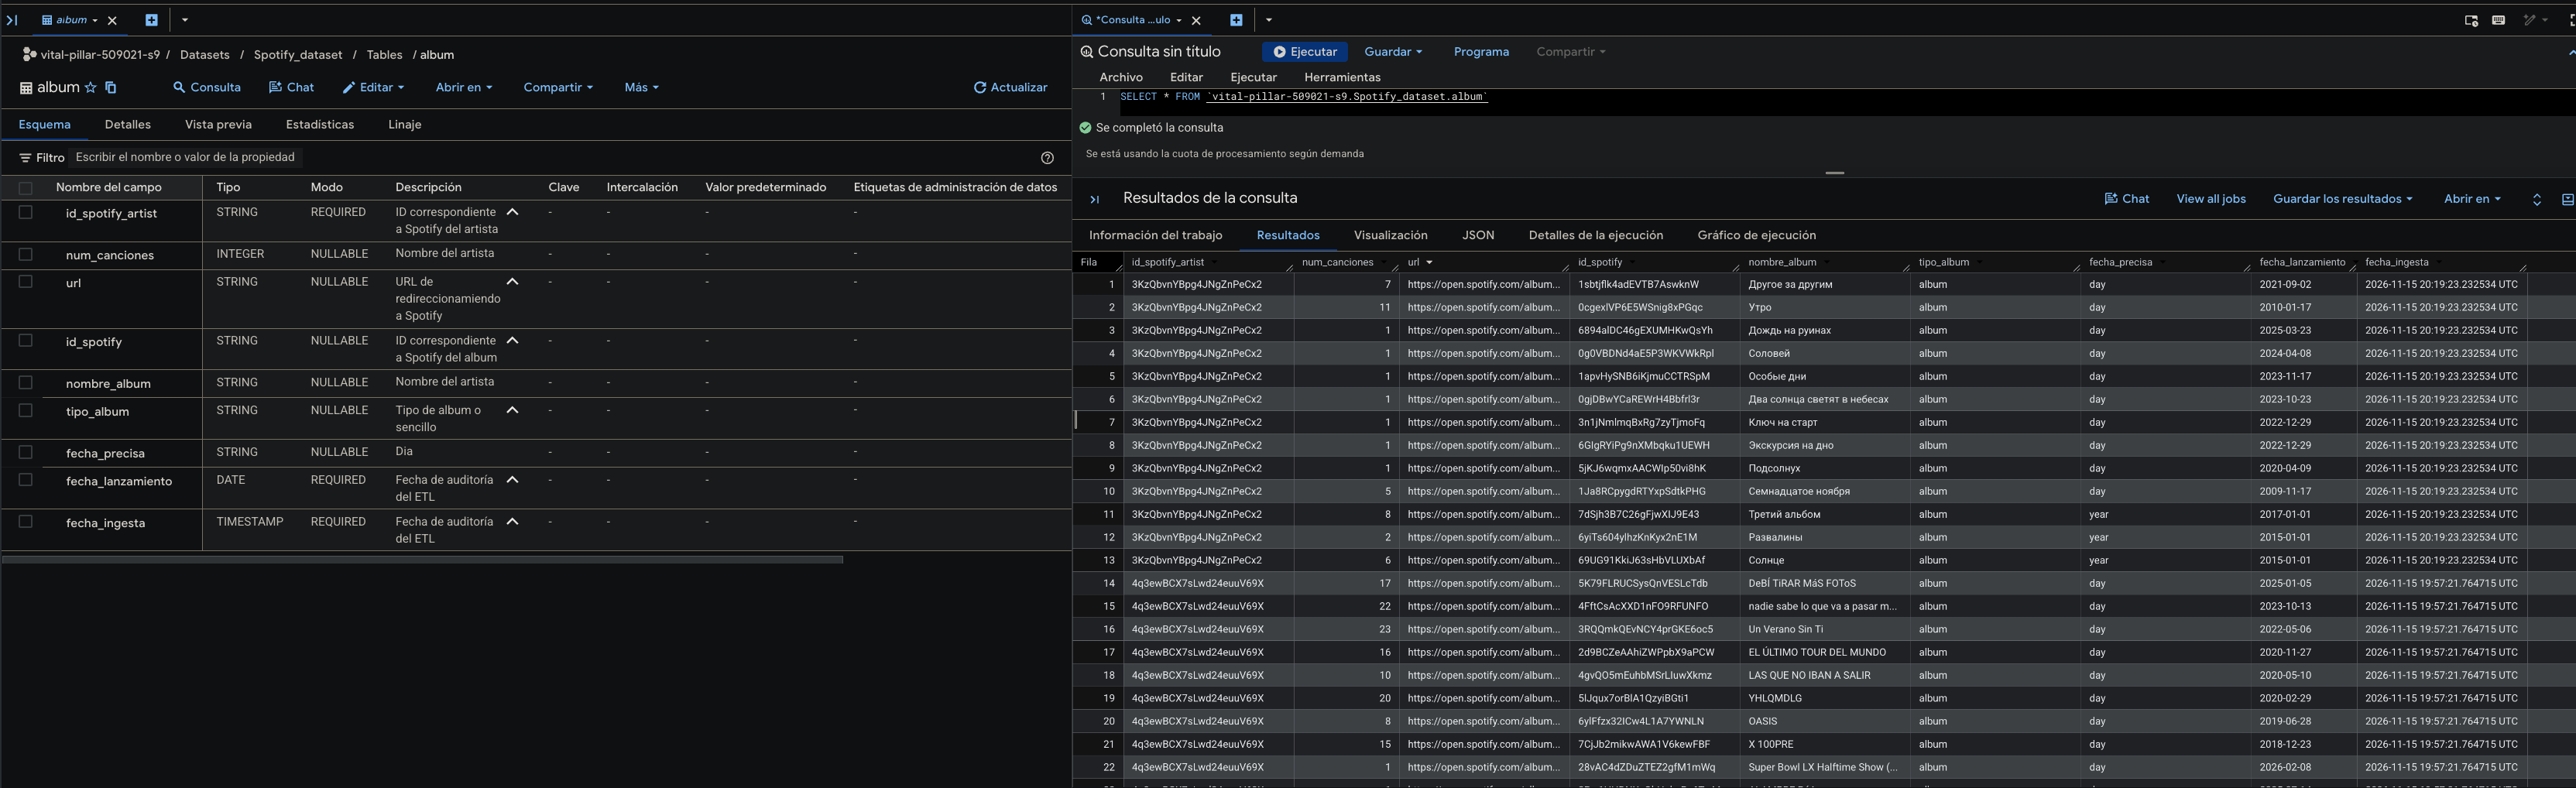 album
vital-pillar-509021-s9 / Datasets / Spotify_dataset / Tables / album
album Consulta Chat Editar Abrir en Compartir Más Actualizar
Esquema Detalles Vista previa Estadísticas Linaje
Filtro Escribir el nombre o valor de la propiedad
Nombre del campo Tipo Modo Descripción Clave Intercalación Valor predeterminado Etiquetas de administración de datos
id_spotify_artist STRING REQUIRED ID correspondiente a Spotify del artista - - - -
num_canciones INTEGER NULLABLE Nombre del artista - - - -
url STRING NULLABLE URL de redireccionamiendo a Spotify - - - -
id_spotify STRING NULLABLE ID correspondiente a Spotify del album - - - -
nombre_album STRING NULLABLE Nombre del artista - - - -
tipo_album STRING NULLABLE Tipo de album o sencillo - - - -
fecha_precisa STRING NULLABLE Dia - - - -
fecha_lanzamiento DATE REQUIRED Fecha de auditoría del ETL - - - -
fecha_ingesta TIMESTAMP REQUIRED Fecha de auditoría del ETL - - - -
*Consulta ...ulo
Consulta sin título Ejecutar Guardar Programa Compartir
Archivo Editar Ejecutar Herramientas
1 SELECT * FROM `vital-pillar-509021-s9.Spotify_dataset.album`
Se completó la consulta
Se está usando la cuota de procesamiento según demanda
Resultados de la consulta Chat View all jobs Guardar los resultados Abrir en
Información del trabajo Resultados Visualización JSON Detalles de la ejecución Gráfico de ejecución
Fila id_spotify_artist num_canciones url id_spotify nombre_album tipo_album fecha_precisa fecha_lanzamiento fecha_ingesta
1 3KzQbvnYBpg4JNgZnPeCx2 7 https://open.spotify.com/album... 1sbtjflk4adEVTB7AswknW Другое за другим album day 2021-09-02 2026-11-15 20:19:23.232534 UTC
2 3KzQbvnYBpg4JNgZnPeCx2 11 https://open.spotify.com/album... 0cgexIVP6E5WSnig8xPGqc Утро album day 2010-01-17 2026-11-15 20:19:23.232534 UTC
3 3KzQbvnYBpg4JNgZnPeCx2 1 https://open.spotify.com/album... 6894alDC46gEXUMHKwQsYh Дождь на руинах album day 2025-03-23 2026-11-15 20:19:23.232534 UTC
4 3KzQbvnYBpg4JNgZnPeCx2 1 https://open.spotify.com/album... 0g0VBDNd4aE5P3WKVWkRpl Соловей album day 2024-04-08 2026-11-15 20:19:23.232534 UTC
5 3KzQbvnYBpg4JNgZnPeCx2 1 https://open.spotify.com/album... 1apvHySNB6iKjmuCCTRSpM Особые дни album day 2023-11-17 2026-11-15 20:19:23.232534 UTC
6 3KzQbvnYBpg4JNgZnPeCx2 1 https://open.spotify.com/album... 0gjDBwYCaREWrH4Bbfrl3r Два солнца светят в небесах album day 2023-10-23 2026-11-15 20:19:23.232534 UTC
7 3KzQbvnYBpg4JNgZnPeCx2 1 https://open.spotify.com/album... 3n1jNmlmqBxRg7zyTjmoFq Ключ на старт album day 2022-12-29 2026-11-15 20:19:23.232534 UTC
8 3KzQbvnYBpg4JNgZnPeCx2 1 https://open.spotify.com/album... 6GIgRYiPg9nXMbqku1UEWH Экскурсия на дно album day 2022-12-29 2026-11-15 20:19:23.232534 UTC
9 3KzQbvnYBpg4JNgZnPeCx2 1 https://open.spotify.com/album... 5jKJ6wqmxAACWlp50vi8hK Подсолнух album day 2020-04-09 2026-11-15 20:19:23.232534 UTC
10 3KzQbvnYBpg4JNgZnPeCx2 5 https://open.spotify.com/album... 1Ja8RCpygdRTYxpSdtkPHG Семнадцатое ноября album day 2009-11-17 2026-11-15 20:19:23.232534 UTC
11 3KzQbvnYBpg4JNgZnPeCx2 8 https://open.spotify.com/album... 7dSjh3B7C26gFjwXIJ9E43 Третий альбом album year 2017-01-01 2026-11-15 20:19:23.232534 UTC
12 3KzQbvnYBpg4JNgZnPeCx2 2 https://open.spotify.com/album... 6yiTs604ylhzKnKyx2nE1M Развалины album year 2015-01-01 2026-11-15 20:19:23.232534 UTC
13 3KzQbvnYBpg4JNgZnPeCx2 6 https://open.spotify.com/album... 69UG91KkiJ63sHbVLUXbAf Солнце album year 2015-01-01 2026-11-15 20:19:23.232534 UTC
14 4q3ewBCX7sLwd24euuV69X 17 https://open.spotify.com/album... 5K79FLRUCSysQnVESLcTdb DeBÍ TiRAR MáS FOToS album day 2025-01-05 2026-11-15 19:57:21.764715 UTC
15 4q3ewBCX7sLwd24euuV69X 22 https://open.spotify.com/album... 4FftCsAcXXD1nFO9RFUNFO nadie sabe lo que va a pasar m... album day 2023-10-13 2026-11-15 19:57:21.764715 UTC
16 4q3ewBCX7sLwd24euuV69X 23 https://open.spotify.com/album... 3RQQmkQEvNCY4prGKE6oc5 Un Verano Sin Ti album day 2022-05-06 2026-11-15 19:57:21.764715 UTC
17 4q3ewBCX7sLwd24euuV69X 16 https://open.spotify.com/album... 2d9BCZeAAhiZWPpbX9aPCW EL ÚLTIMO TOUR DEL MUNDO album day 2020-11-27 2026-11-15 19:57:21.764715 UTC
18 4q3ewBCX7sLwd24euuV69X 10 https://open.spotify.com/album... 4gvQO5mEuhbMSrLIuwXkmz LAS QUE NO IBAN A SALIR album day 2020-05-10 2026-11-15 19:57:21.764715 UTC
19 4q3ewBCX7sLwd24euuV69X 20 https://open.spotify.com/album... 5lJqux7orBlA1QzyiBGti1 YHLQMDLG album day 2020-02-29 2026-11-15 19:57:21.764715 UTC
20 4q3ewBCX7sLwd24euuV69X 8 https://open.spotify.com/album... 6ylFfzx32ICw4L1A7YWNLN OASIS album day 2019-06-28 2026-11-15 19:57:21.764715 UTC
21 4q3ewBCX7sLwd24euuV69X 15 https://open.spotify.com/album... 7CjJb2mikwAWA1V6kewFBF X 100PRE album day 2018-12-23 2026-11-15 19:57:21.764715 UTC
22 4q3ewBCX7sLwd24euuV69X 1 https://open.spotify.com/album... 28vAC4dZDuZTEZ2gfM1mWq Super Bowl LX Halftime Show (... album day 2026-02-08 2026-11-15 19:57:21.764715 UTC